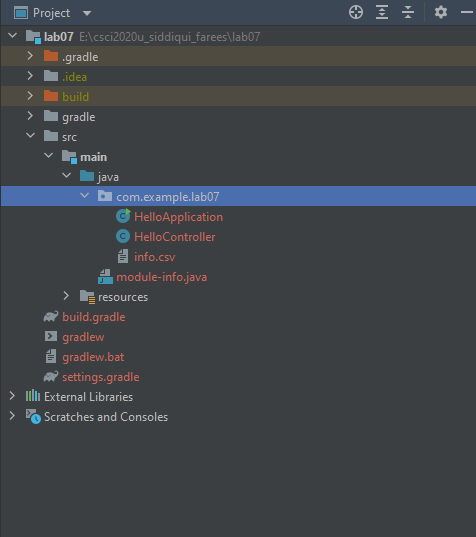 Project
lab07 E:\csci2020u_siddiqui_farees\lab07
.gradle
.idea
build
gradle
src
main
java
com.example.lab07
HelloApplication
HelloController
info.csv
module-info.java
resources
build.gradle
gradlew
gradlew.bat
settings.gradle
External Libraries
Scratches and Consoles